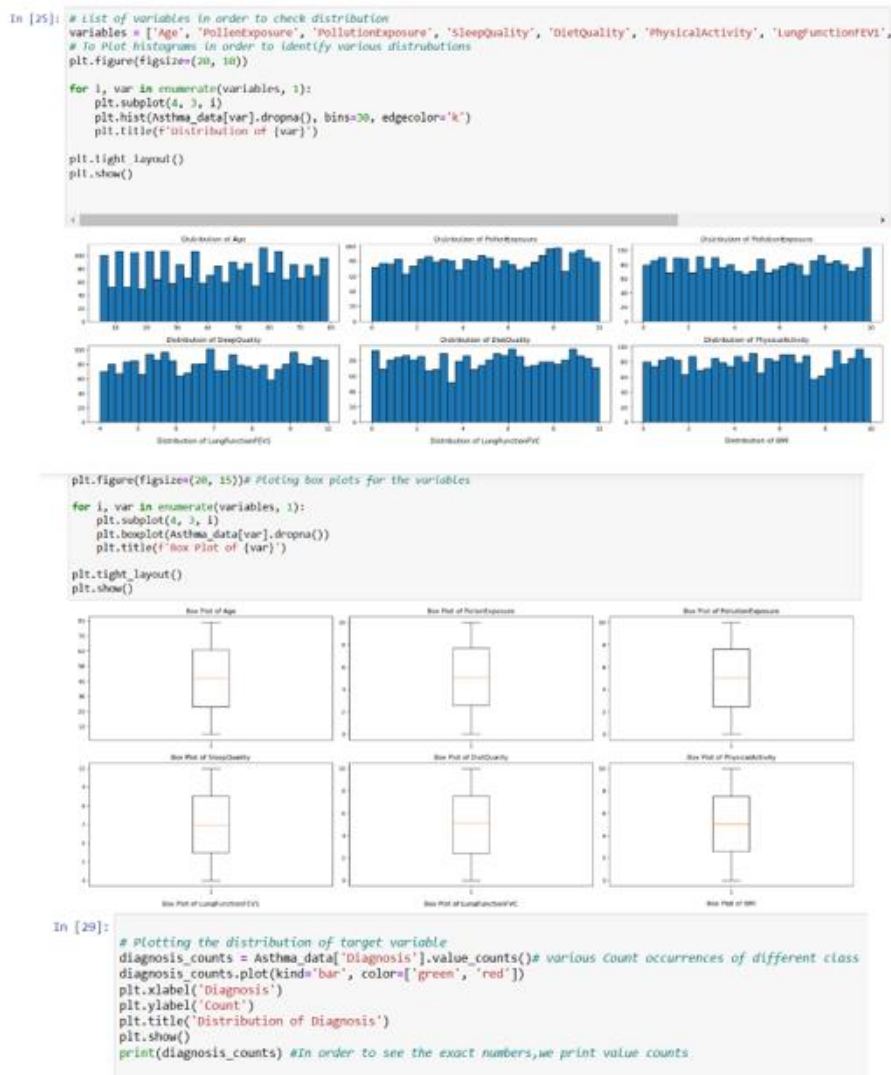 In [25]: # List of variables in order to check distribution
variables = ['Age', 'PollenExposure', 'PollutionExposure', 'SleepQuality', 'DietQuality', 'PhysicalActivity', 'LungFunctionFEV1',
# To Plot histograms in order to identify various distrubutions
plt.figure(figsize=(20, 10))
for i, var in enumerate(variables, 1):
plt.subplot(4, 3, i)
plt.hist(Asthma_data[var].dropna(), bins=30, edgecolor='k')
plt.title(f'Distribution of {var}')
plt.tight_layout()
plt.show()
Distribution of Age
Distribution of PollenExposure
Distribution of PollutionExposure
Distribution of SleepQuality
Distribution of DietQuality
Distribution of PhysicalActivity
Distribution of LungFunctionFEV1
Distribution of LungFunctionFVC
Distribution of BMI
plt.figure(figsize=(20, 15))# Ploting box plots for the variables
for i, var in enumerate(variables, 1):
plt.subplot(4, 3, i)
plt.boxplot(Asthma_data[var].dropna())
plt.title(f'Box Plot of {var}')
plt.tight_layout()
plt.show()
Box Plot of Age
Box Plot of PollenExposure
Box Plot of PollutionExposure
Box Plot of SleepQuality
Box Plot of DietQuality
Box Plot of PhysicalActivity
Box Plot of LungFunctionFEV1
Box Plot of LungFunctionFVC
Box Plot of BMI
In [29]:
# Plotting the distribution of target variable
diagnosis_counts = Asthma_data['Diagnosis'].value_counts()# various Count occurrences of different class
diagnosis_counts.plot(kind='bar', color=['green', 'red'])
plt.xlabel('Diagnosis')
plt.ylabel('Count')
plt.title('Distribution of Diagnosis')
plt.show()
print(diagnosis_counts) #In order to see the exact numbers,we print value counts